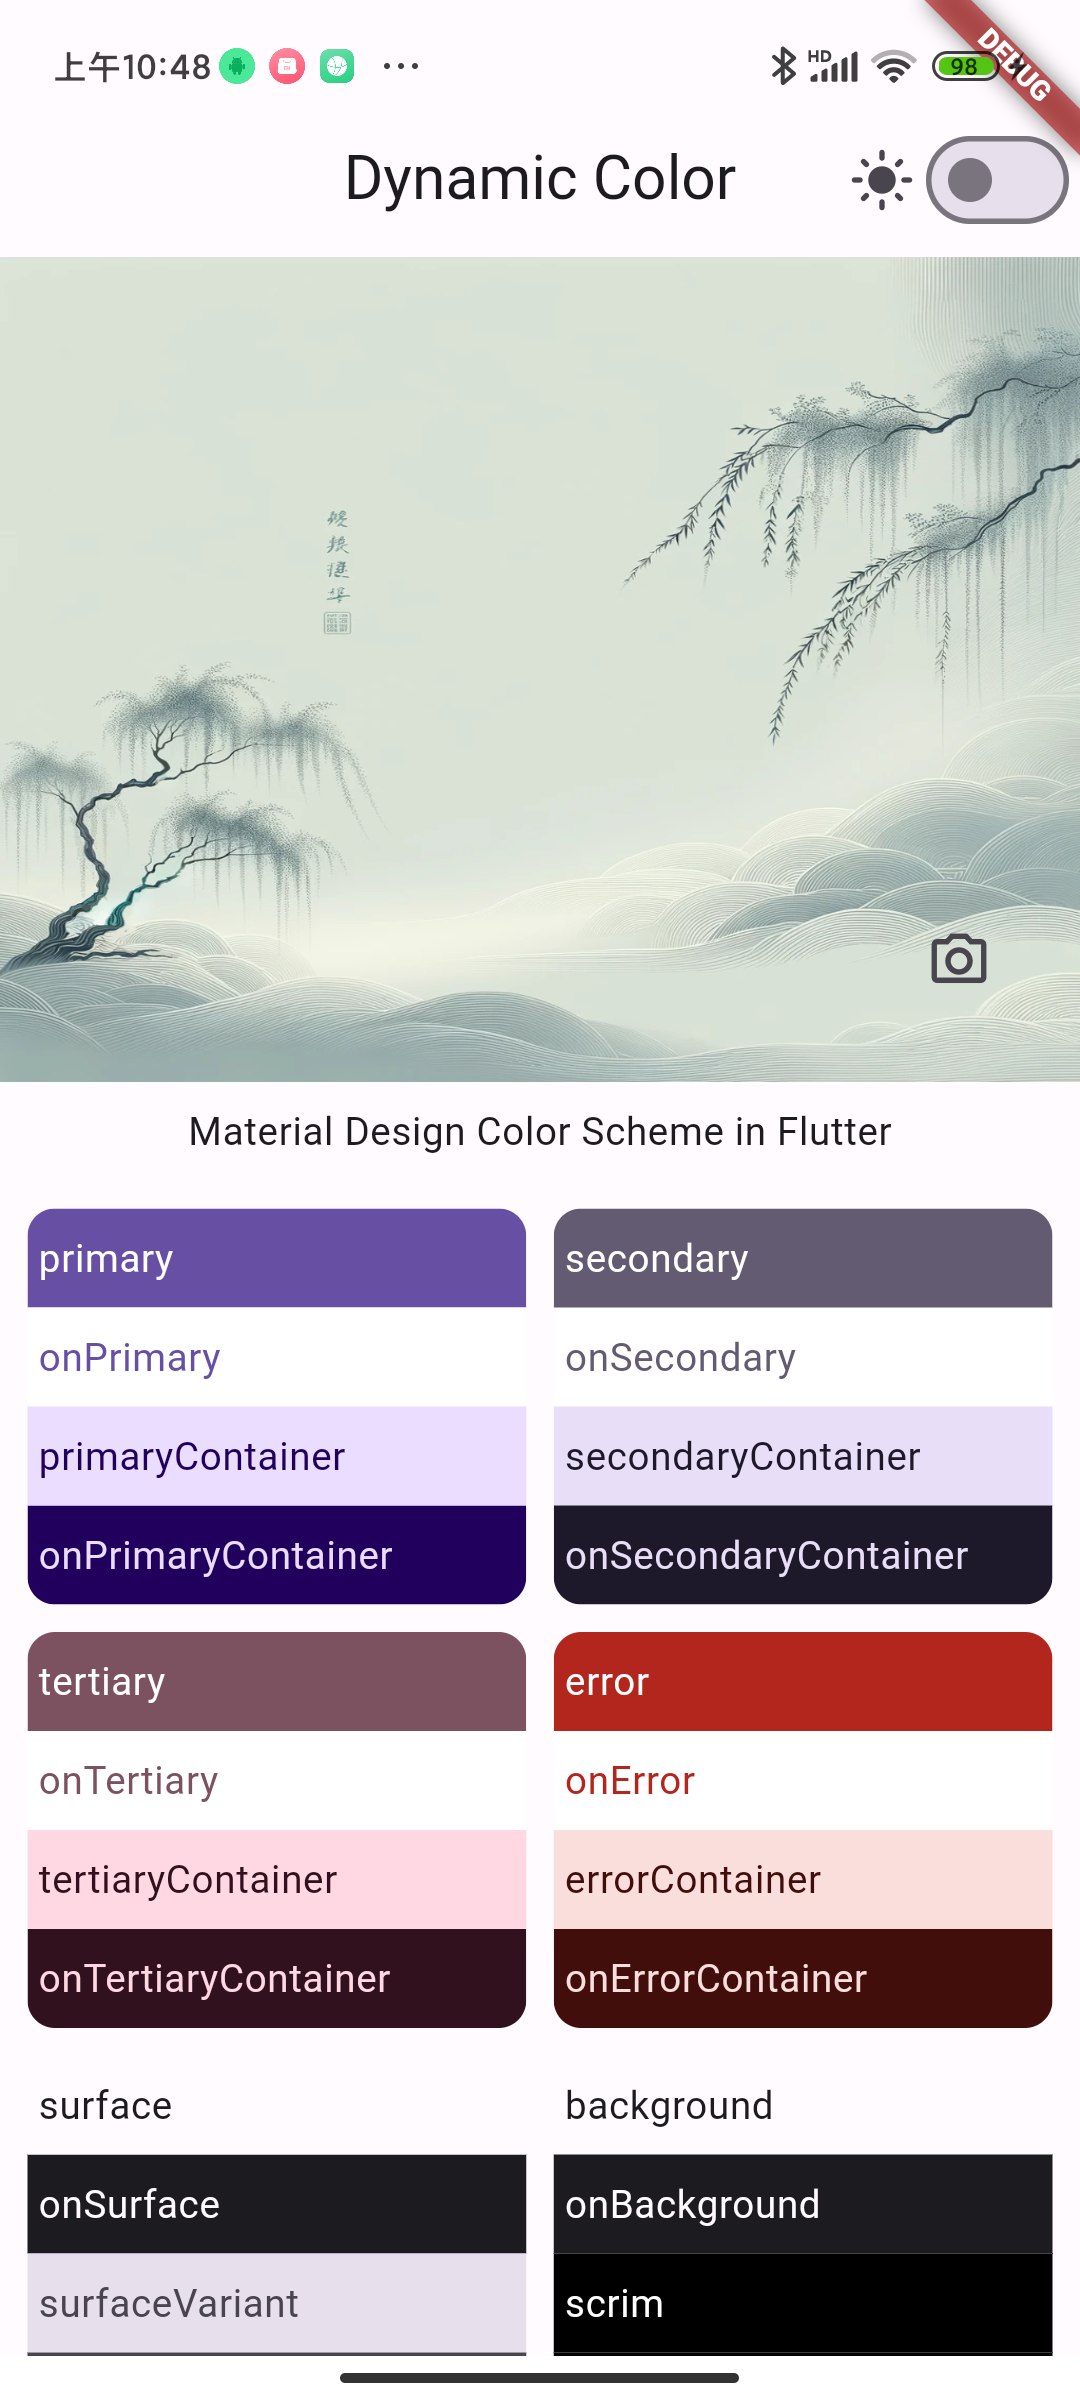 上午10:48
HD
98
DEBUG
Dynamic Color
Material Design Color Scheme in Flutter
primary
onPrimary
primaryContainer
onPrimaryContainer
secondary
onSecondary
secondaryContainer
onSecondaryContainer
tertiary
onTertiary
tertiaryContainer
onTertiaryContainer
error
onError
errorContainer
onErrorContainer
surface
onSurface
surfaceVariant
background
onBackground
scrim